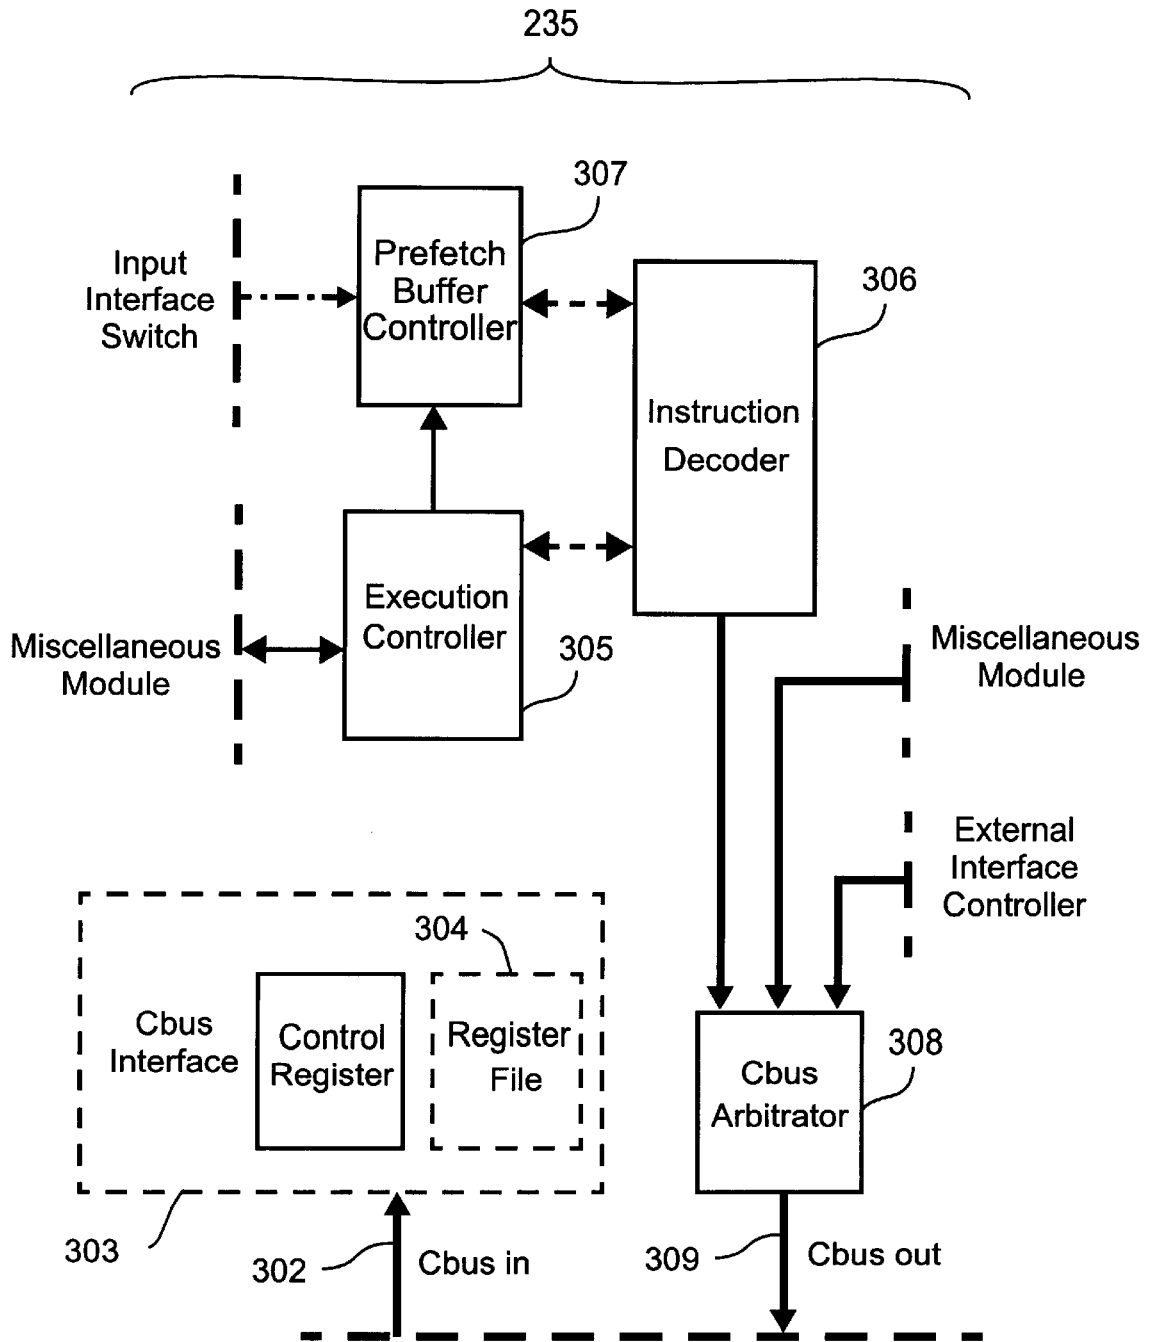 235
307
Prefetch
Buffer
Controller
Input
Interface
Switch
306
Instruction
Decoder
Execution
Controller
305
Miscellaneous
Module
Miscellaneous
Module
External
Interface
Controller
304
Cbus
Interface
Control
Register
Register
File
308
Cbus
Arbitrator
303
302
Cbus in
309
Cbus out